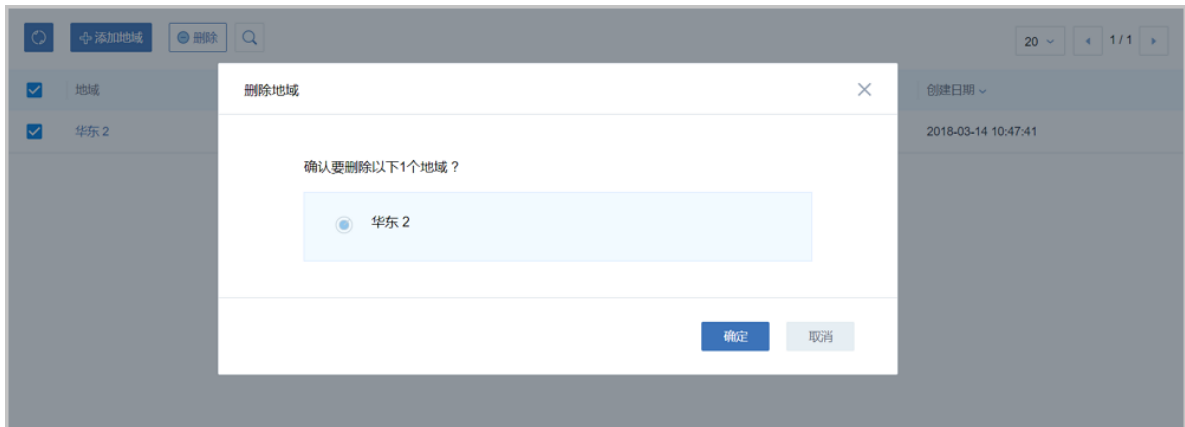 添加地域 删除 20 1 / 1
删除地域
地域 创建日期
华东 2 2018-03-14 10:47:41
确认要删除以下1个地域？
华东 2
确定 取消